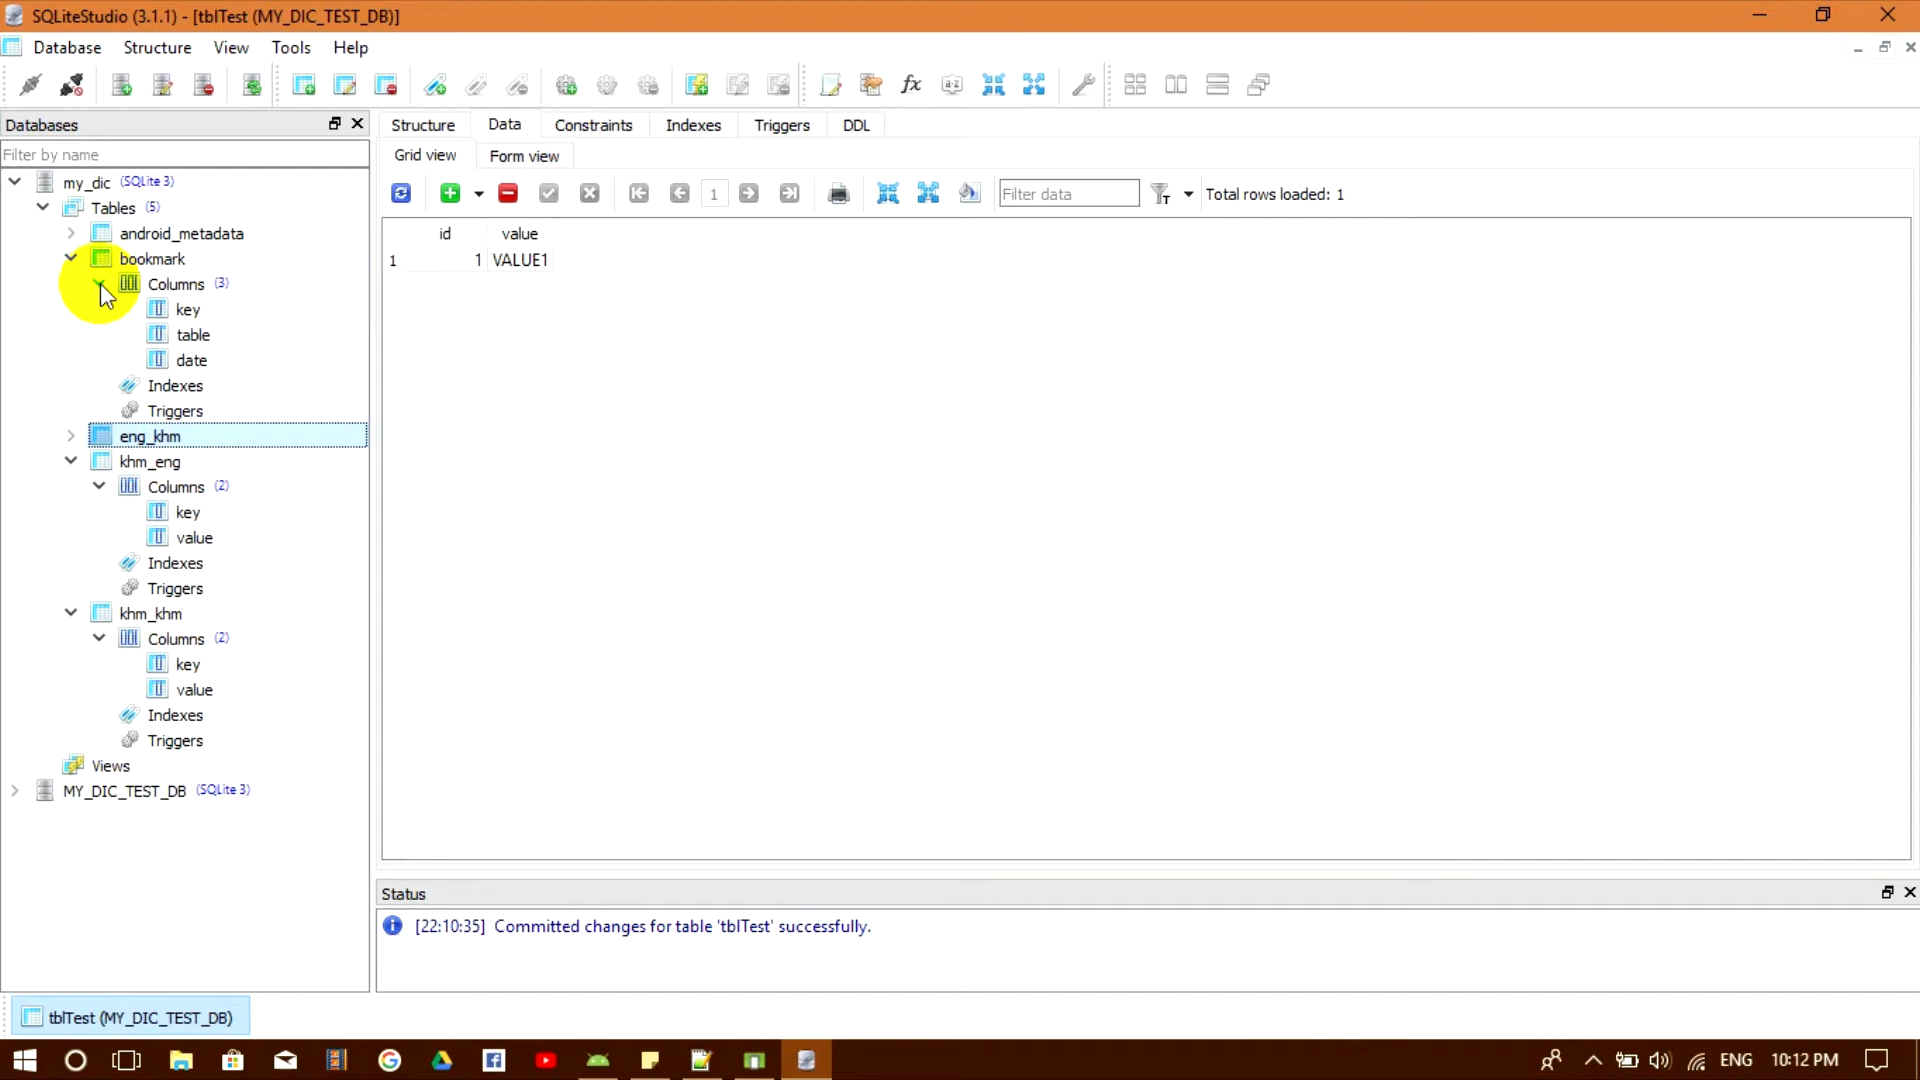 SQLiteStudio (3.1.1) - [tblTest (MY_DIC_TEST_DB)]
Database Structure View Tools Help
Databases
Filter by name
my_dic (SQLite 3)
Tables (5)
android_metadata
bookmark
Columns (3)
key
table
date
Indexes
Triggers
eng_khm
khm_eng
Columns (2)
key
value
Indexes
Triggers
khm_khm
Columns (2)
key
value
Indexes
Triggers
Views
MY_DIC_TEST_DB (SQLite 3)
Structure Data Constraints Indexes Triggers DDL
Grid view Form view
1 Filter data Total rows loaded: 1
id value
1 1 VALUE1
Status
[22:10:35] Committed changes for table 'tblTest' successfully.
tblTest (MY_DIC_TEST_DB)
ENG 10:12 PM